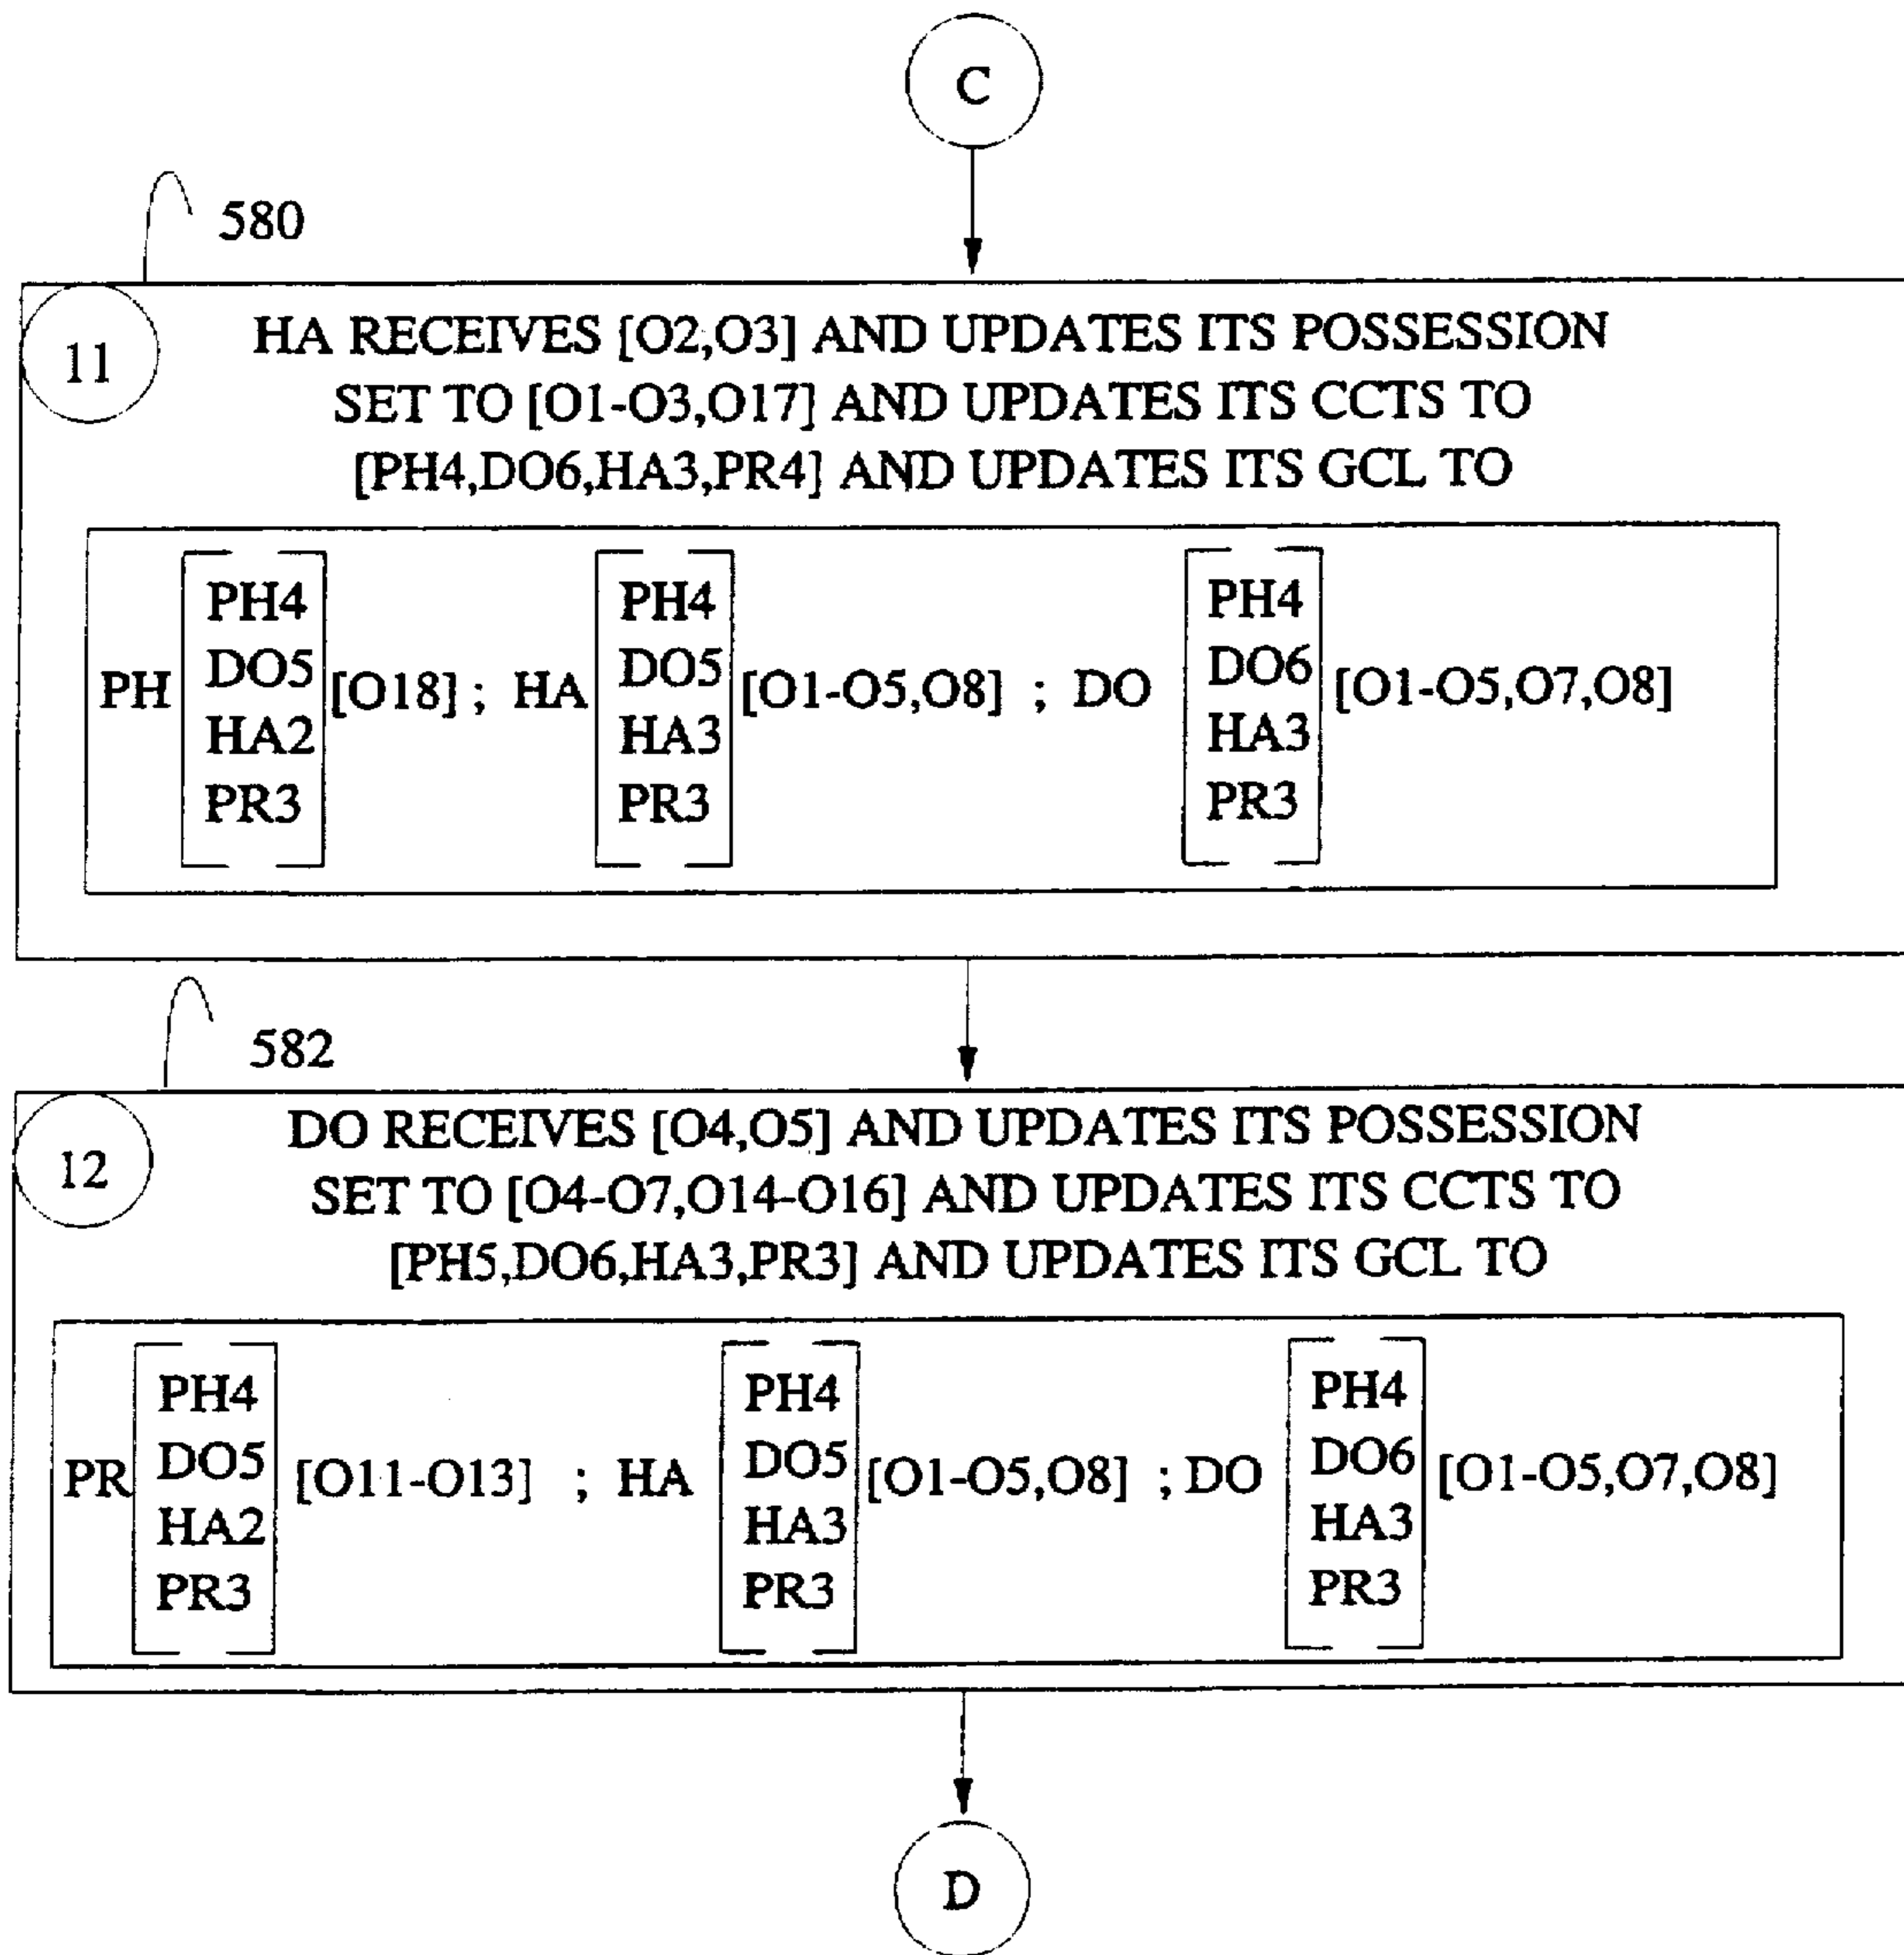 C
580
11
HA RECEIVES [O2,O3] AND UPDATES ITS POSSESSION
SET TO [O1-O3,O17] AND UPDATES ITS CCTS TO
[PH4,DO6,HA3,PR4] AND UPDATES ITS GCL TO
PH
PH4
DO5
HA2
PR3
[O18] ;
HA
PH4
DO5
HA3
PR3
[O1-O5,O8] ;
DO
PH4
DO6
HA3
PR3
[O1-O5,O7,O8]
582
12
DO RECEIVES [O4,O5] AND UPDATES ITS POSSESSION
SET TO [O4-O7,O14-O16] AND UPDATES ITS CCTS TO
[PH5,DO6,HA3,PR3] AND UPDATES ITS GCL TO
PR
PH4
DO5
HA2
PR3
[O11-O13] ;
HA
PH4
DO5
HA3
PR3
[O1-O5,O8] ;
DO
PH4
DO6
HA3
PR3
[O1-O5,O7,O8]
D